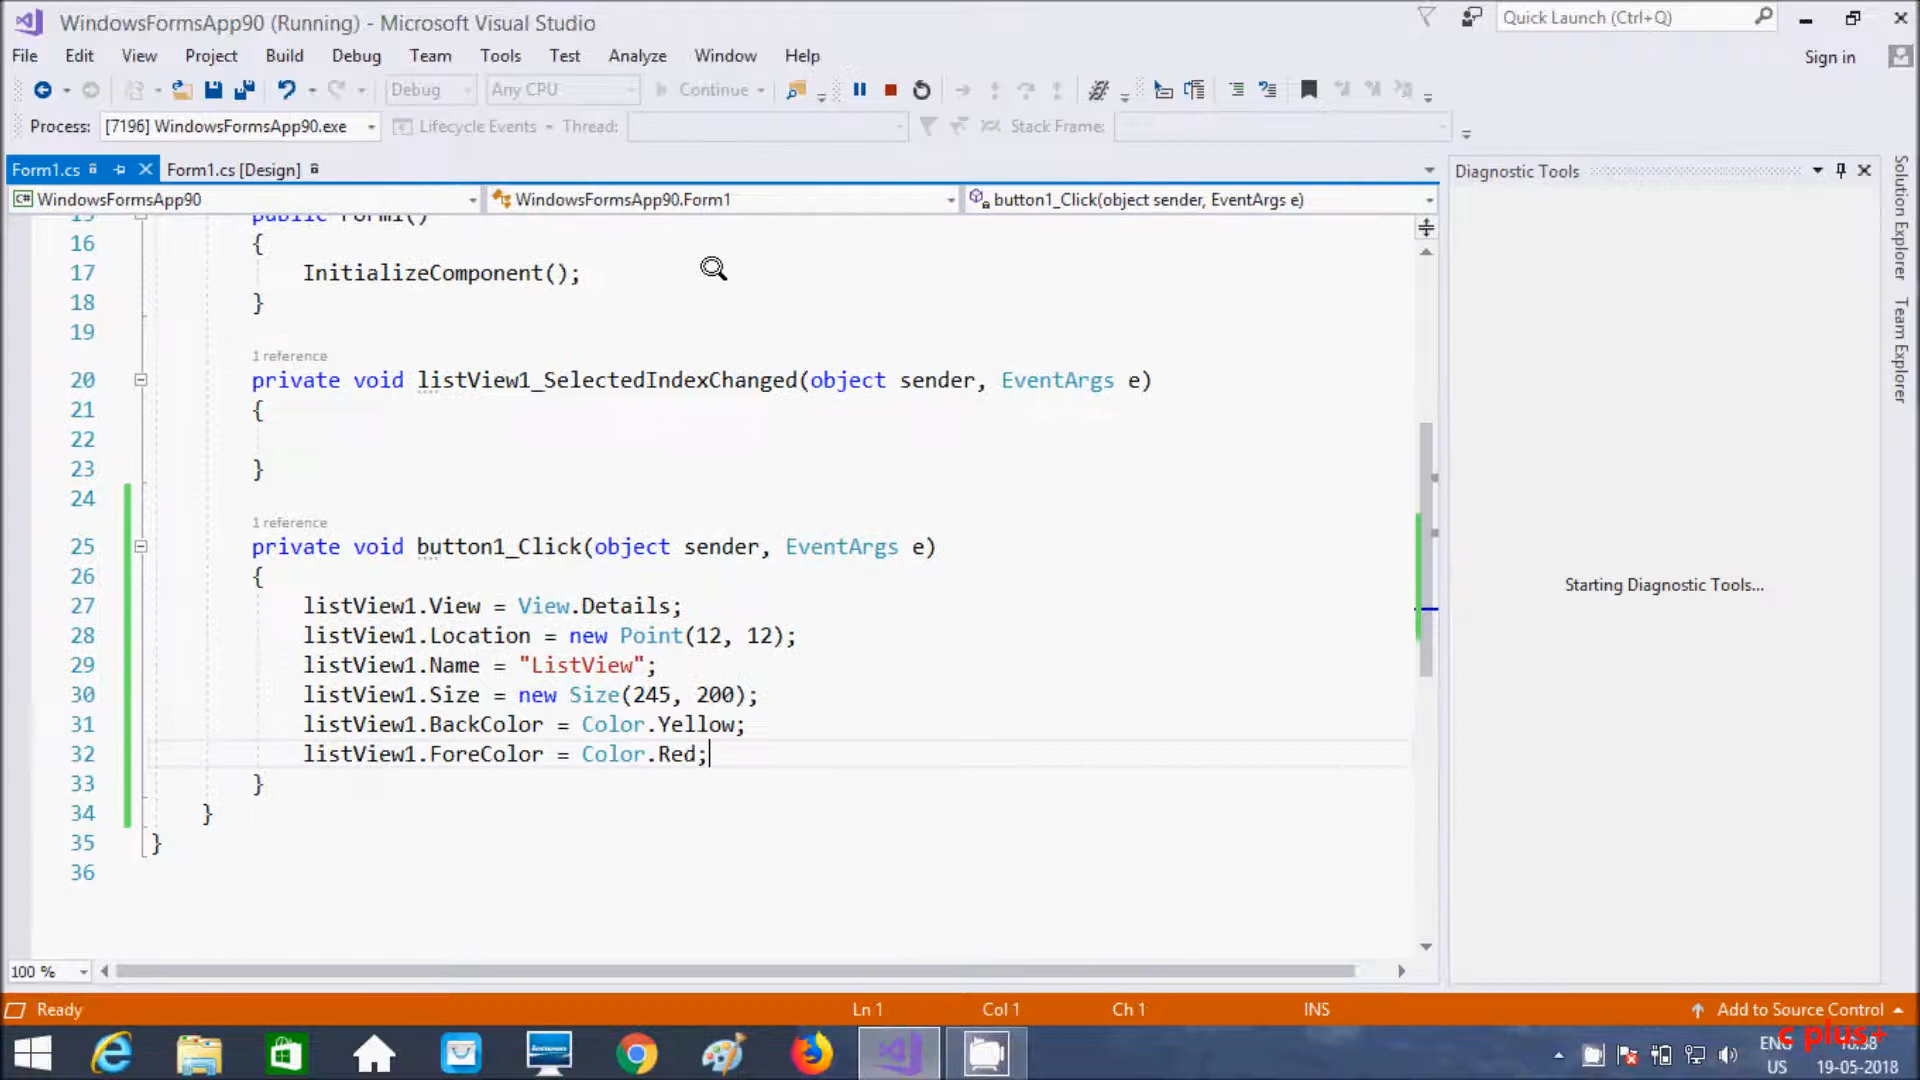 WindowsFormsApp90 (Running) - Microsoft Visual Studio
Quick Launch (Ctrl+Q)
File Edit View Project Build Debug Team Tools Test Analyze Window Help
Sign in
Debug Any CPU Continue
Process: [7196] WindowsFormsApp90.exe Lifecycle Events Thread: Stack Frame:
Form1.cs Form1.cs [Design]
Diagnostic Tools
WindowsFormsApp90 WindowsFormsApp90.Form1 button1_Click(object sender, EventArgs e)
Solution Explorer
Team Explorer
15 public Form1()
16 {
17 InitializeComponent();
18 }
19
1 reference
20 private void listView1_SelectedIndexChanged(object sender, EventArgs e)
21 {
22
23 }
24
1 reference
25 private void button1_Click(object sender, EventArgs e)
26 {
27 listView1.View = View.Details;
28 listView1.Location = new Point(12, 12);
29 listView1.Name = "ListView";
30 listView1.Size = new Size(245, 200);
31 listView1.BackColor = Color.Yellow;
32 listView1.ForeColor = Color.Red;
33 }
34 }
35 }
36
Starting Diagnostic Tools...
100 %
Ready Ln 1 Col 1 Ch 1 INS Add to Source Control
c plus+
ENG
US
19-05-2018